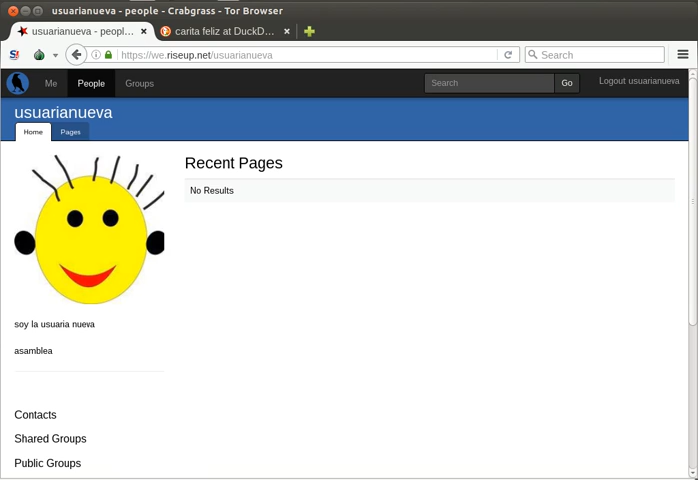 usuarianueva - people - Crabgrass - Tor Browser
usuarianueva - peopl…
carita feliz at DuckD…
https://we.riseup.net/usuarianueva
Search
Me
People
Groups
Search
Go
Logout usuarianueva
usuarianueva
Home
Pages
Recent Pages
No Results
soy la usuaria nueva
asamblea
Contacts
Shared Groups
Public Groups